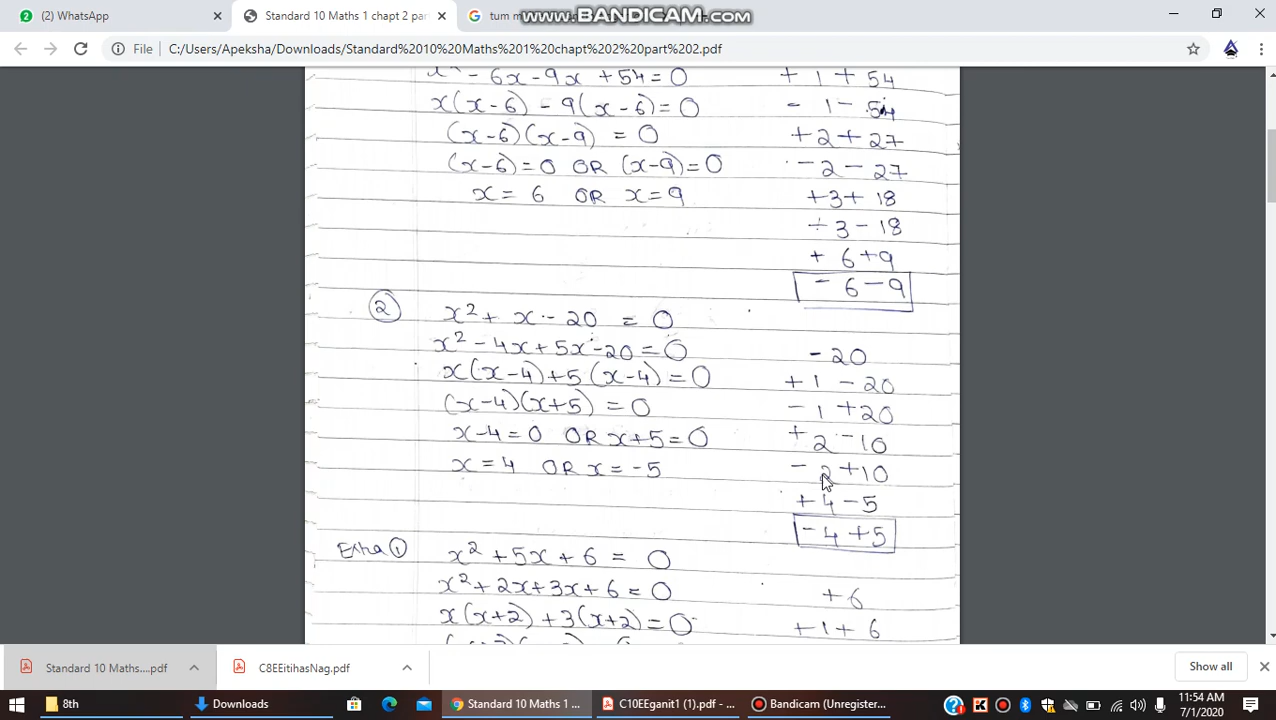 (2) WhatsApp
Standard 10 Maths 1 chapt 2 par
tum m
www.BANDICAM.com
File
C:/Users/Apeksha/Downloads/Standard%2010%20Maths%201%20chapt%202%20part%202.pdf
x² - 6x - 9x + 54 = 0
+ 1 + 54
x(x-6) - 9(x-6) = 0
- 1 - 54
(x-6)(x-9) = 0
+2 + 27
(x-6) = 0 OR (x-9) = 0
- 2 - 27
x = 6 OR x = 9
+3 + 18
- 3 - 18
+ 6 + 9
- 6 - 9
② x² + x - 20 = 0
x² - 4x + 5x - 20 = 0
- 20
x(x-4) + 5(x-4) = 0
+ 1 - 20
(x-4)(x+5) = 0
- 1 + 20
x-4 = 0 OR x+5 = 0
+ 2 - 10
x = 4 OR x = -5
- 2 + 10
+ 4 - 5
- 4 + 5
Extra ① x² + 5x + 6 = 0
x² + 2x + 3x + 6 = 0
+ 6
x(x+2) + 3(x+2) = 0
+ 1 + 6
Standard 10 Maths....pdf
C8EEitihasNag.pdf
Show all
8th
Downloads
Standard 10 Maths 1 ...
C10EEganit1 (1).pdf - ...
Bandicam (Unregister...
11:54 AM
7/1/2020